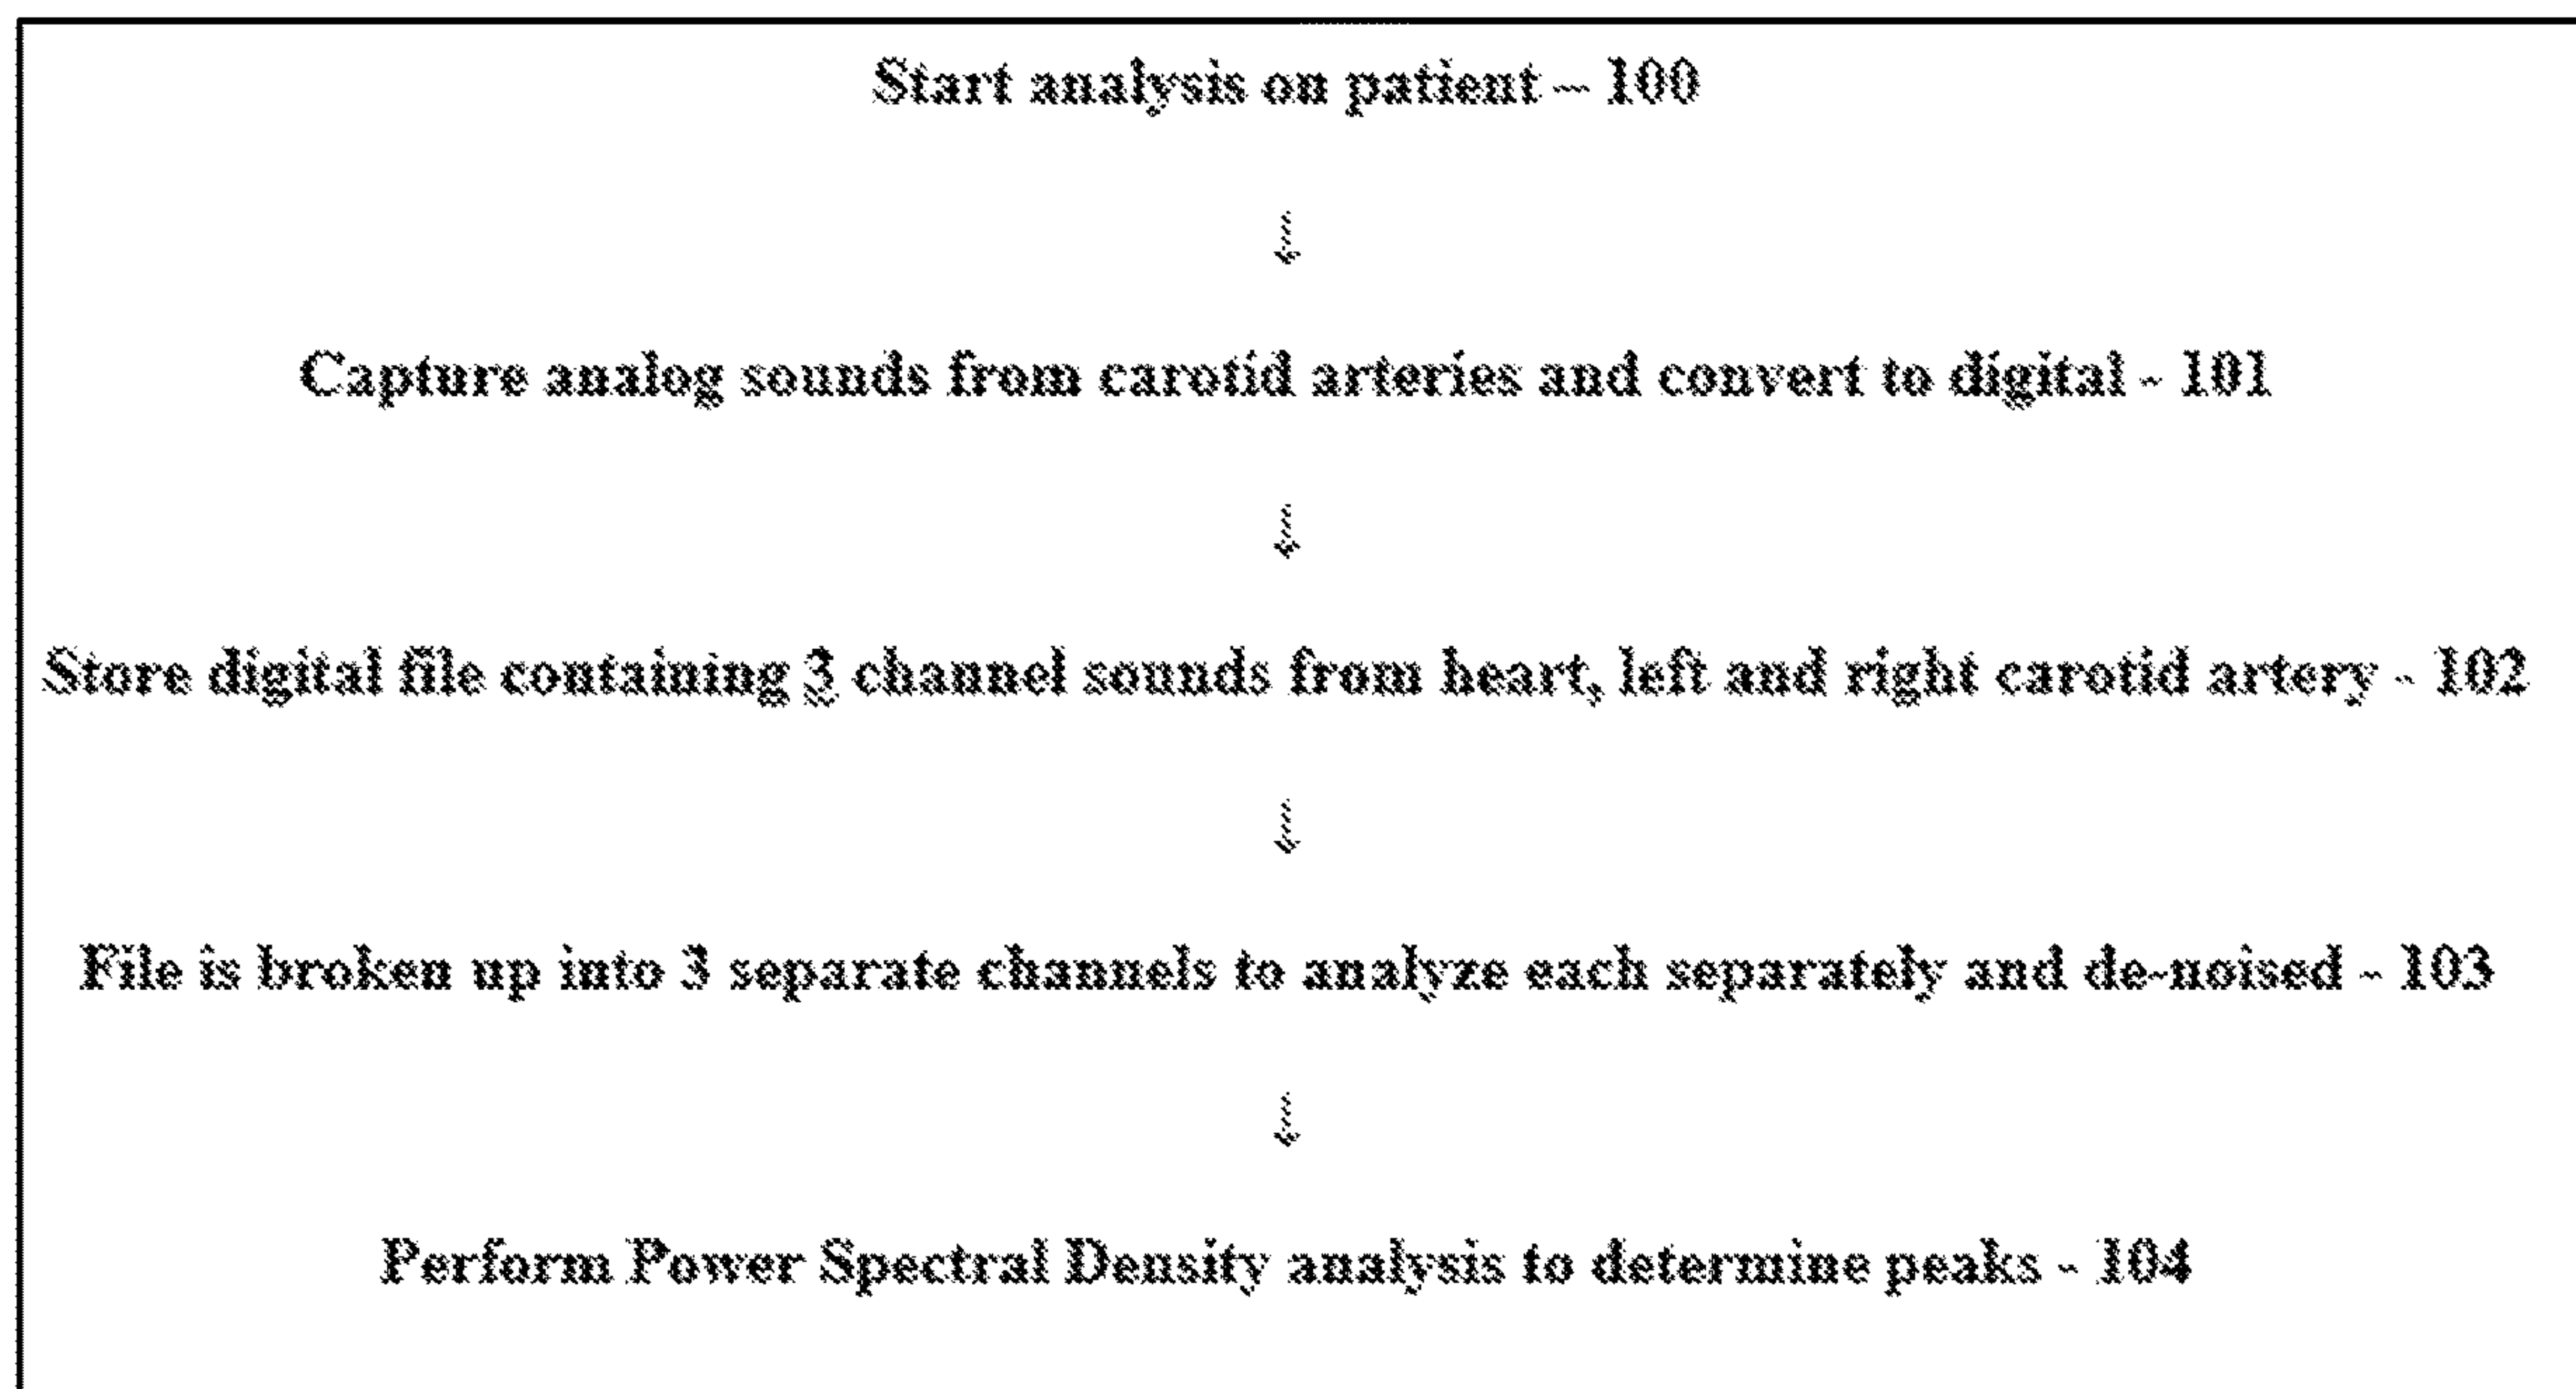 Start analysis on patient – 100
↓
Capture analog sounds from carotid arteries and convert to digital - 101
↓
Store digital file containing 3 channel sounds from heart, left and right carotid artery - 102
↓
File is broken up into 3 separate channels to analyze each separately and de-noised - 103
↓
Perform Power Spectral Density analysis to determine peaks - 104